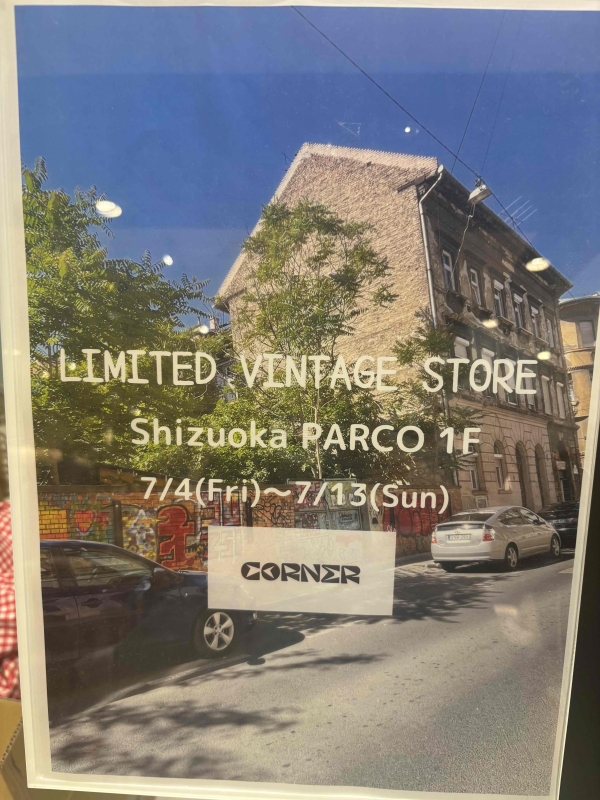 LIMITED VINTAGE STORE
Shizuoka PARCO 1F
7/4(Fri)～7/13(Sun)
CORNER